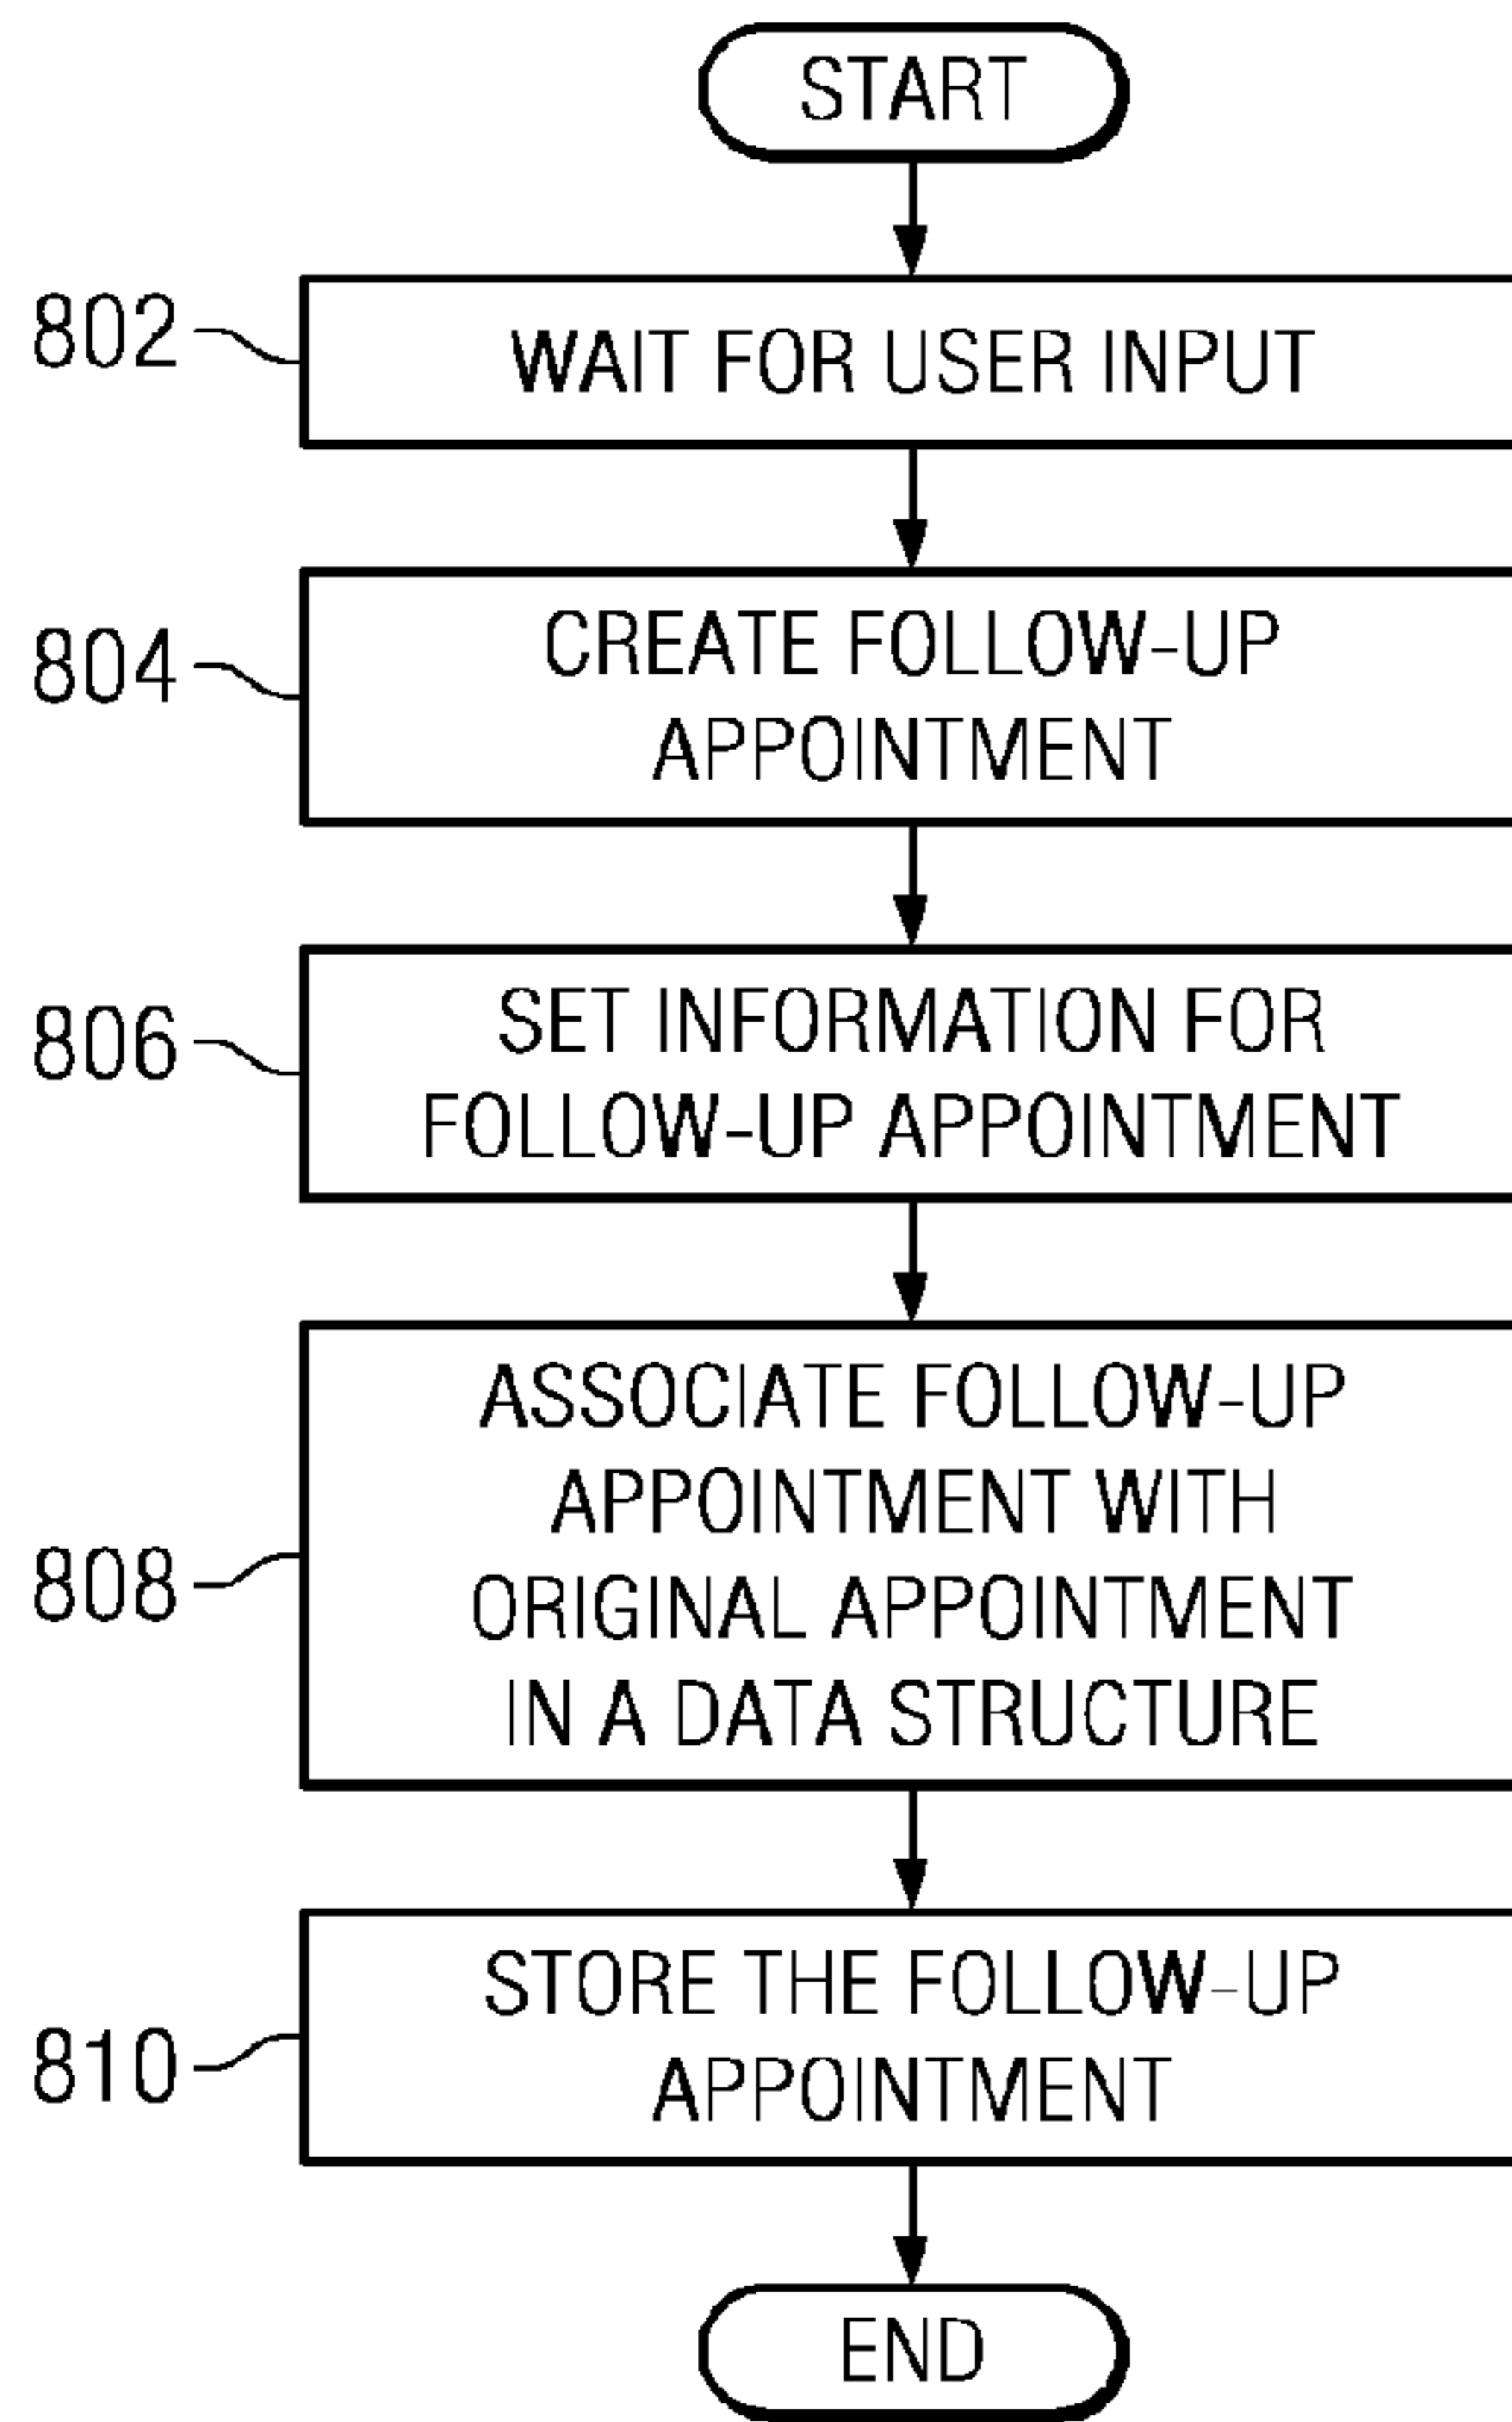 START
802
WAIT FOR USER INPUT
804
CREATE FOLLOW-UP
APPOINTMENT
806
SET INFORMATION FOR
FOLLOW-UP APPOINTMENT
808
ASSOCIATE FOLLOW-UP
APPOINTMENT WITH
ORIGINAL APPOINTMENT
IN A DATA STRUCTURE
810
STORE THE FOLLOW-UP
APPOINTMENT
END